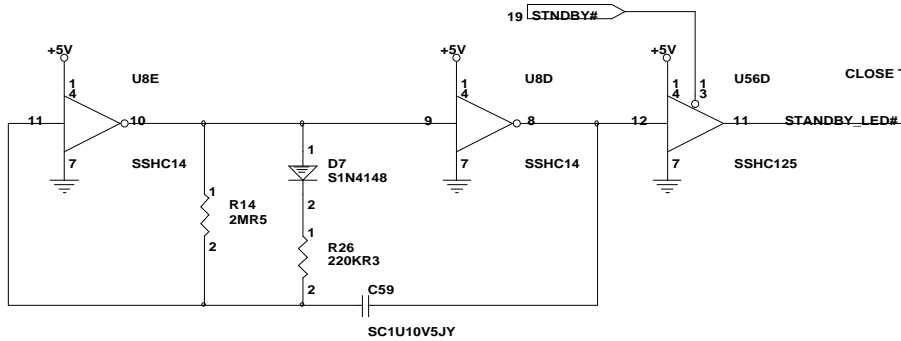 19 STNDBY#
+5V
+5V
U8E
U8D
U56D
CLOSE
1
4
1
4
1
4
1
3
11
10
9
8
12
11
STANDBY_LED#
7
SSHC14
7
SSHC14
7
SSHC125
1
D7
S1N4148
2
1
R14
2MR5
2
1
R26
220KR3
2
C59
SC1U10V5JY